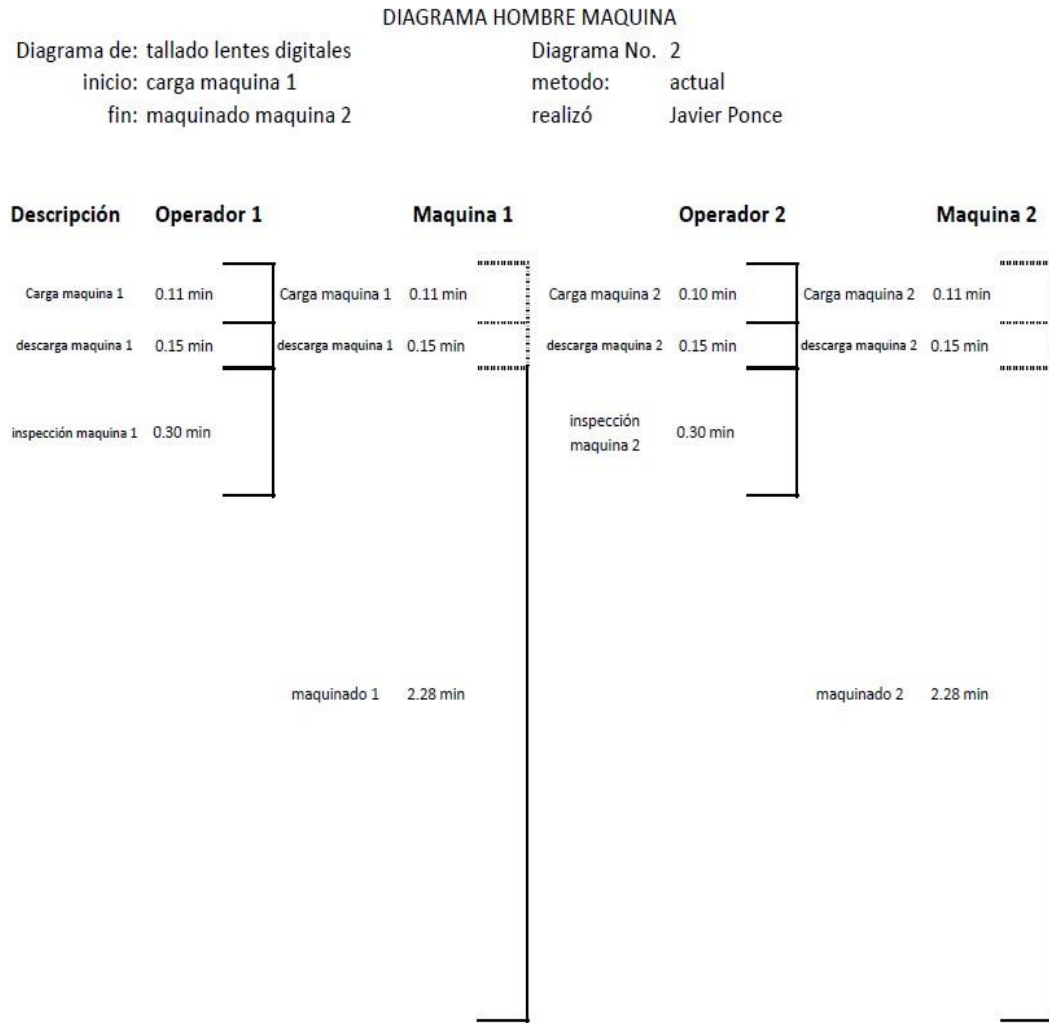 DIAGRAMA HOMBRE MAQUINA
Diagrama de: tallado lentes digitales Diagrama No. 2
inicio: carga maquina 1 metodo: actual
fin: maquinado maquina 2 realizó Javier Ponce
Descripción Operador 1 Maquina 1 Operador 2 Maquina 2
Carga maquina 1 0.11 min Carga maquina 1 0.11 min Carga maquina 2 0.10 min Carga maquina 2 0.11 min
descarga maquina 1 0.15 min descarga maquina 1 0.15 min descarga maquina 2 0.15 min descarga maquina 2 0.15 min
inspección maquina 1 0.30 min inspección maquina 2 0.30 min
maquinado 1 2.28 min maquinado 2 2.28 min